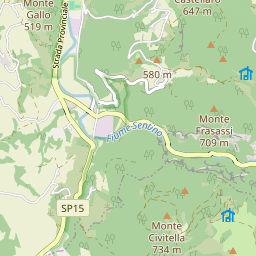 Monte
Gallo
519 m
Castellaro
647 m
Strada Provinciale
580 m
Fiume Sentino
Monte
Frasassi
709 m
SP15
Monte
Civitella
734 m